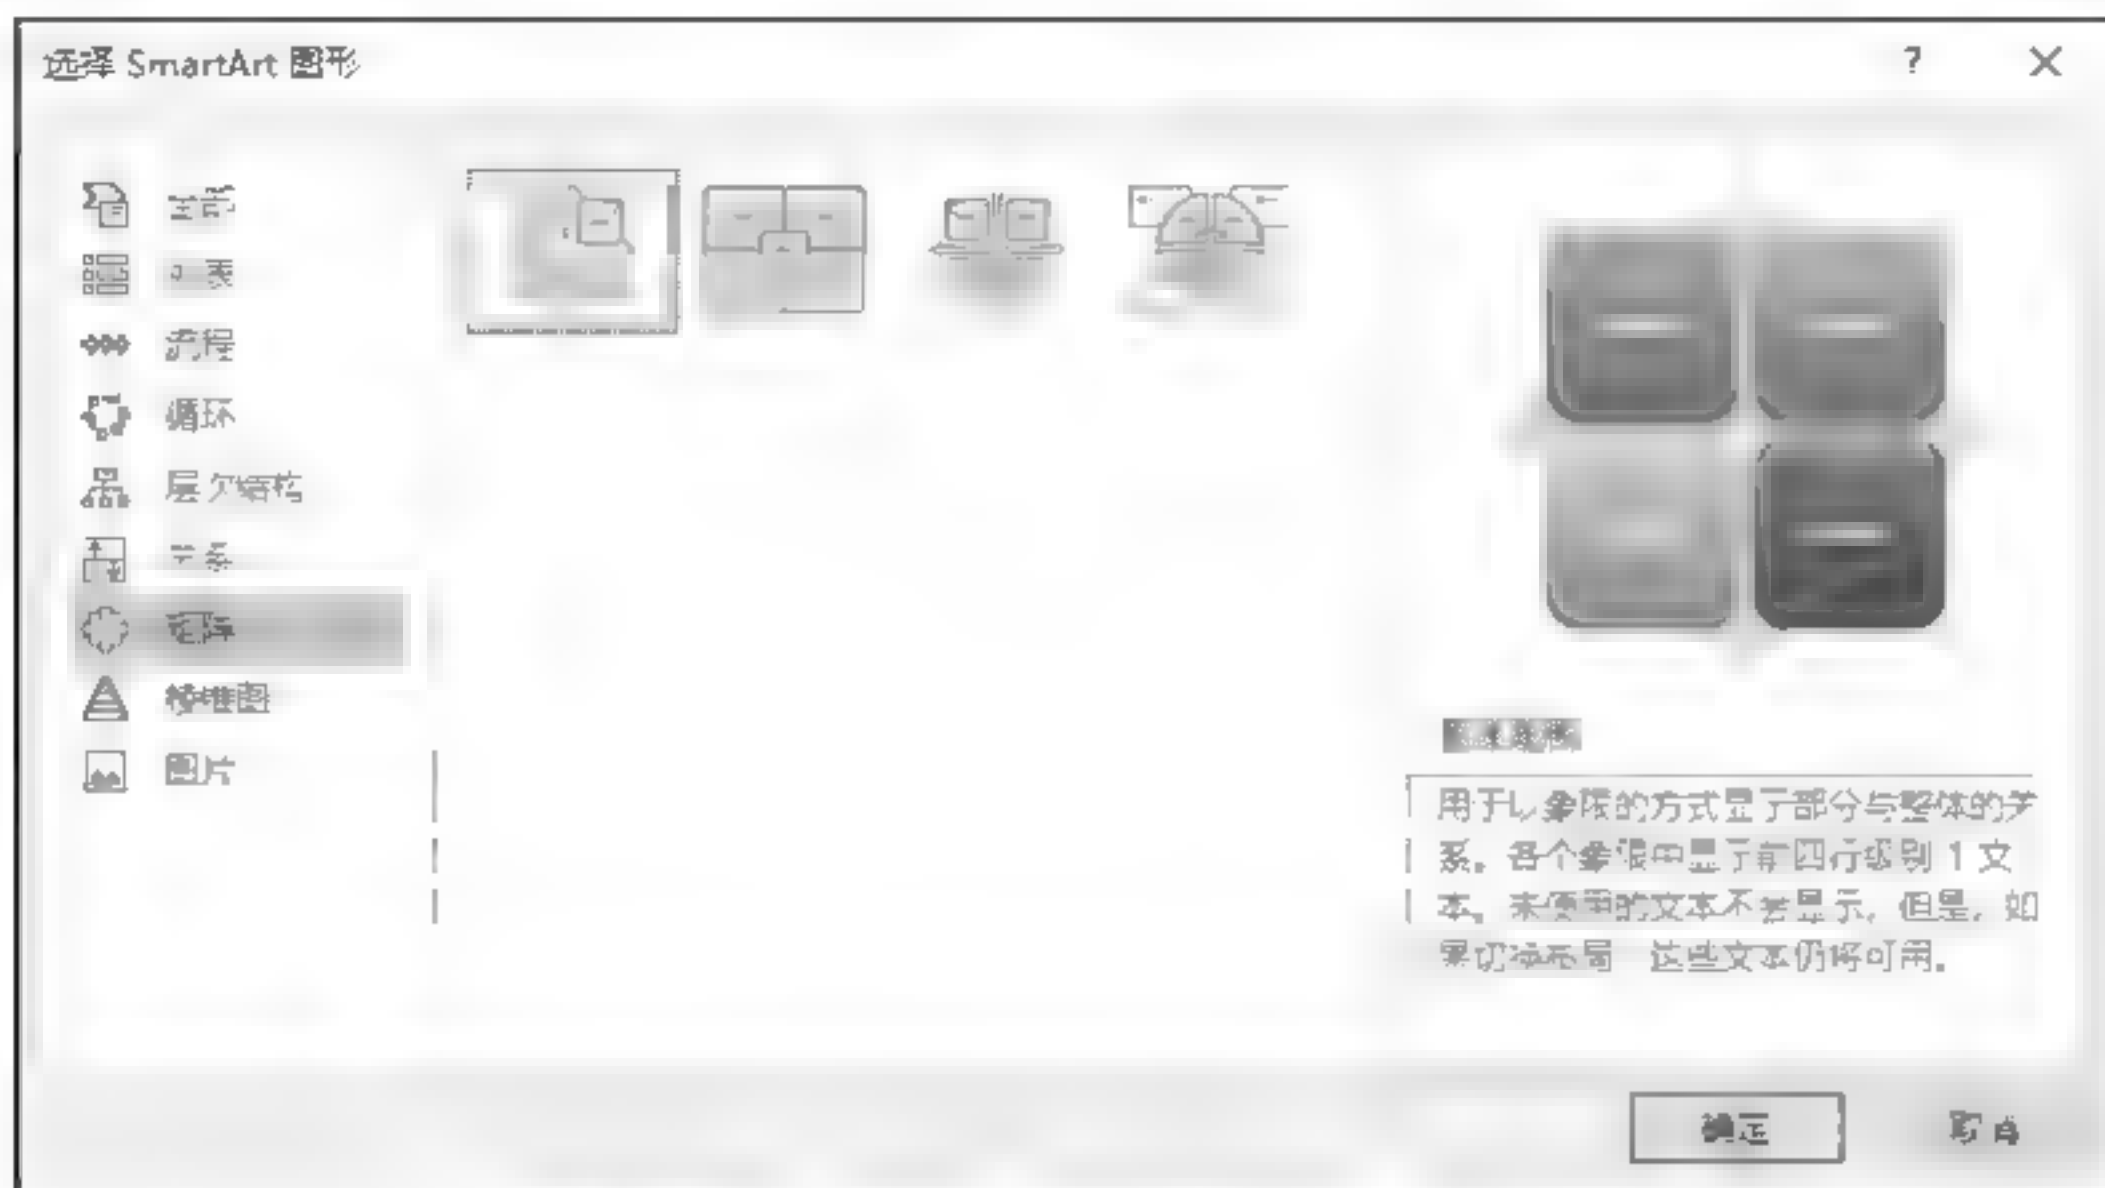 选择 SmartArt 图形
?
全部
列表
流程
循环
层次结构
关系
矩阵
棱锥图
图片
用于以象限的方式显示部分与整体的关
系。各个象限中显示前四行级别 1 文
本。未使用的文本不会显示，但是，如
果切换布局，这些文本仍将可用。
确定
取消